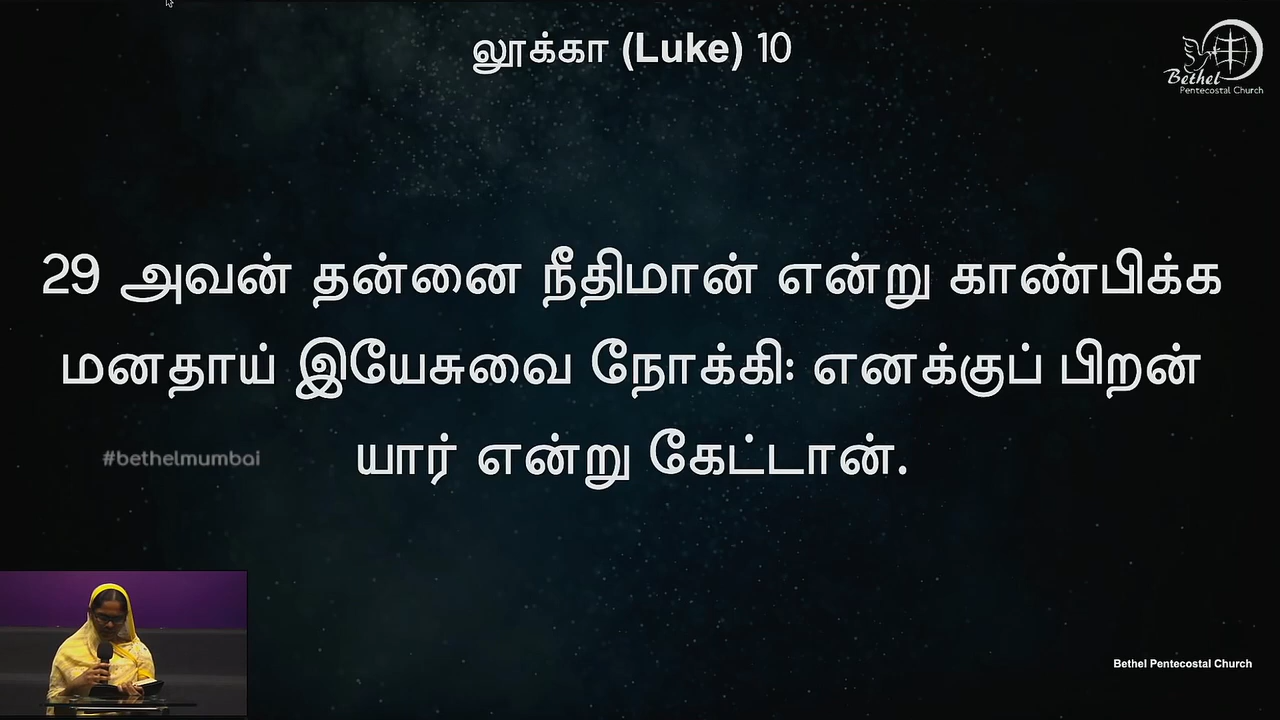 லூக்கா (Luke) 10
Bethel
Pentecostal Church
29 அவன் தன்னை நீதிமான் என்று காண்பிக்க
மனதாய் இயேசுவை நோக்கி: எனக்குப் பிறன்
யார் என்று கேட்டான்.
#bethelmumbai
Bethel Pentecostal Church